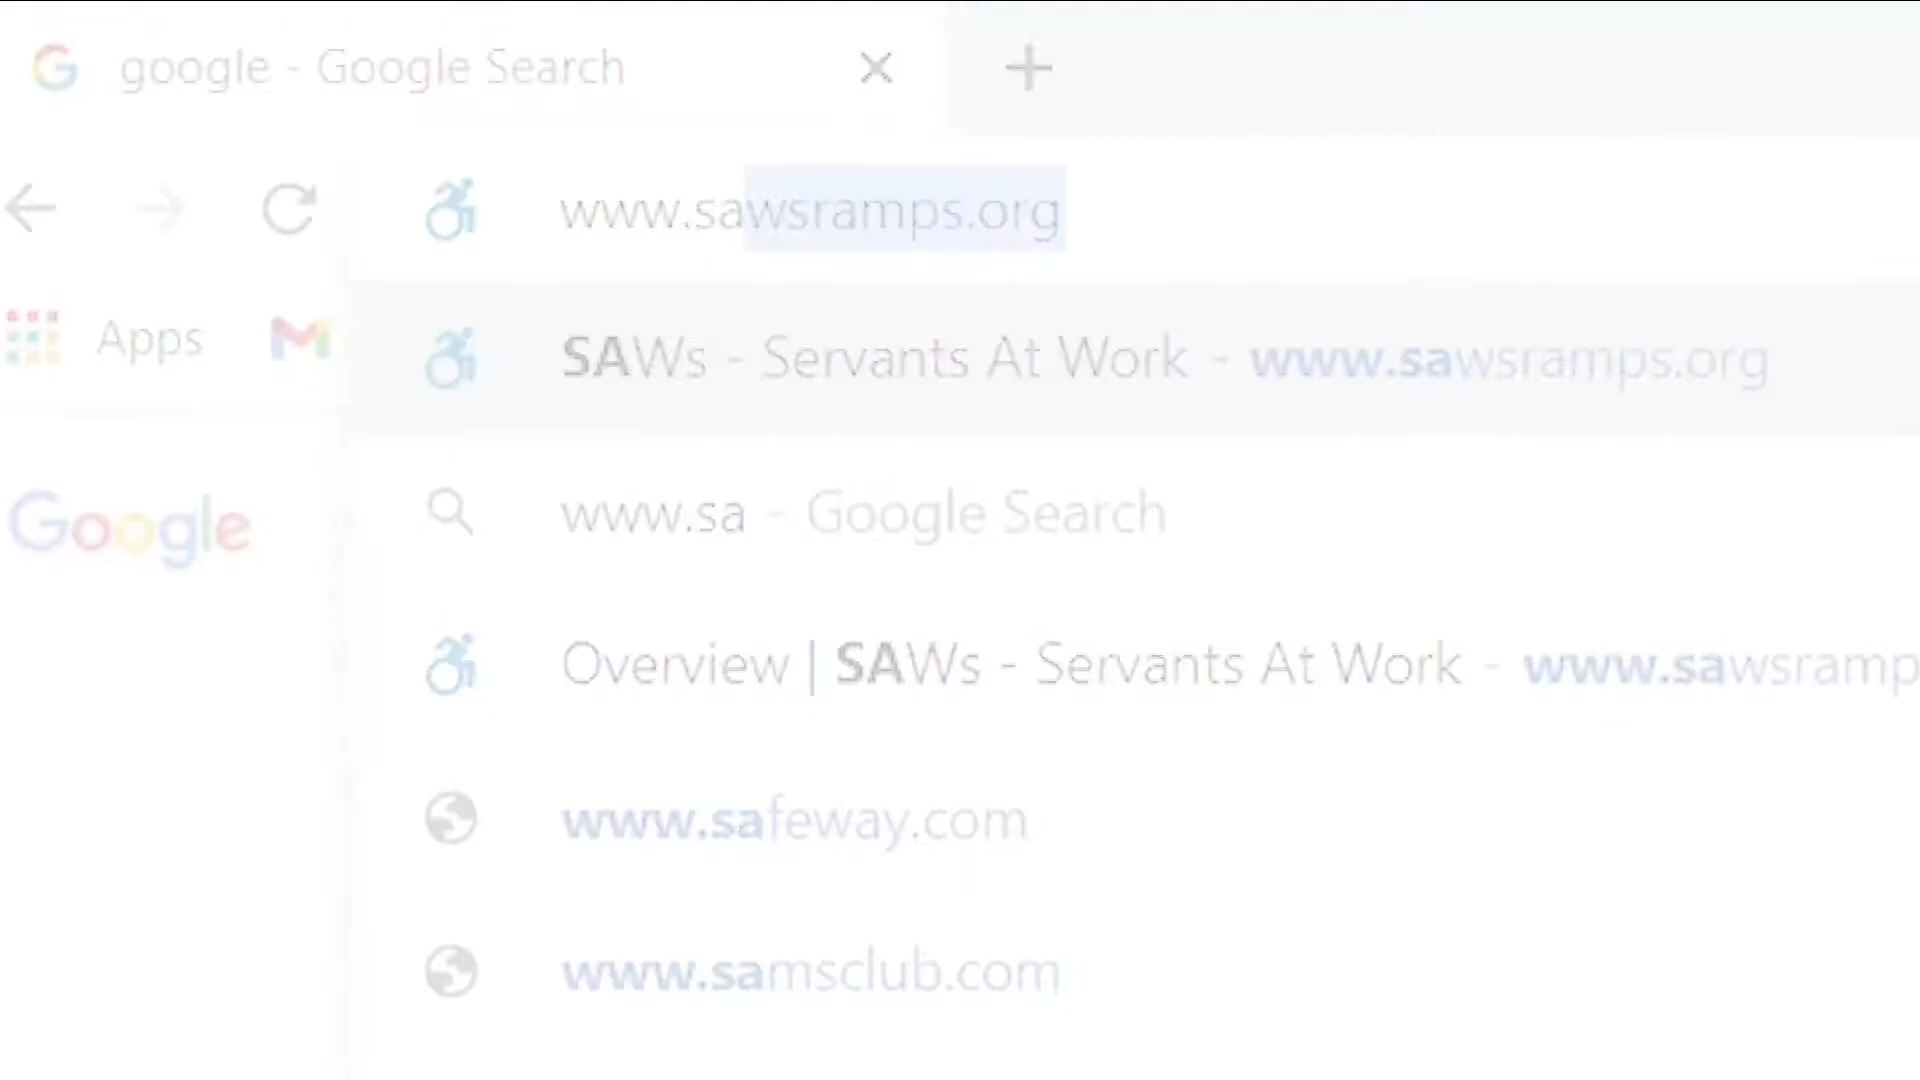 google - Google Search
www.sawsramps.org
Apps
SAWs - Servants At Work - www.sawsramps.org
Google
www.sa - Google Search
Overview | SAWs - Servants At Work - www.sawsramp
www.safeway.com
www.samsclub.com